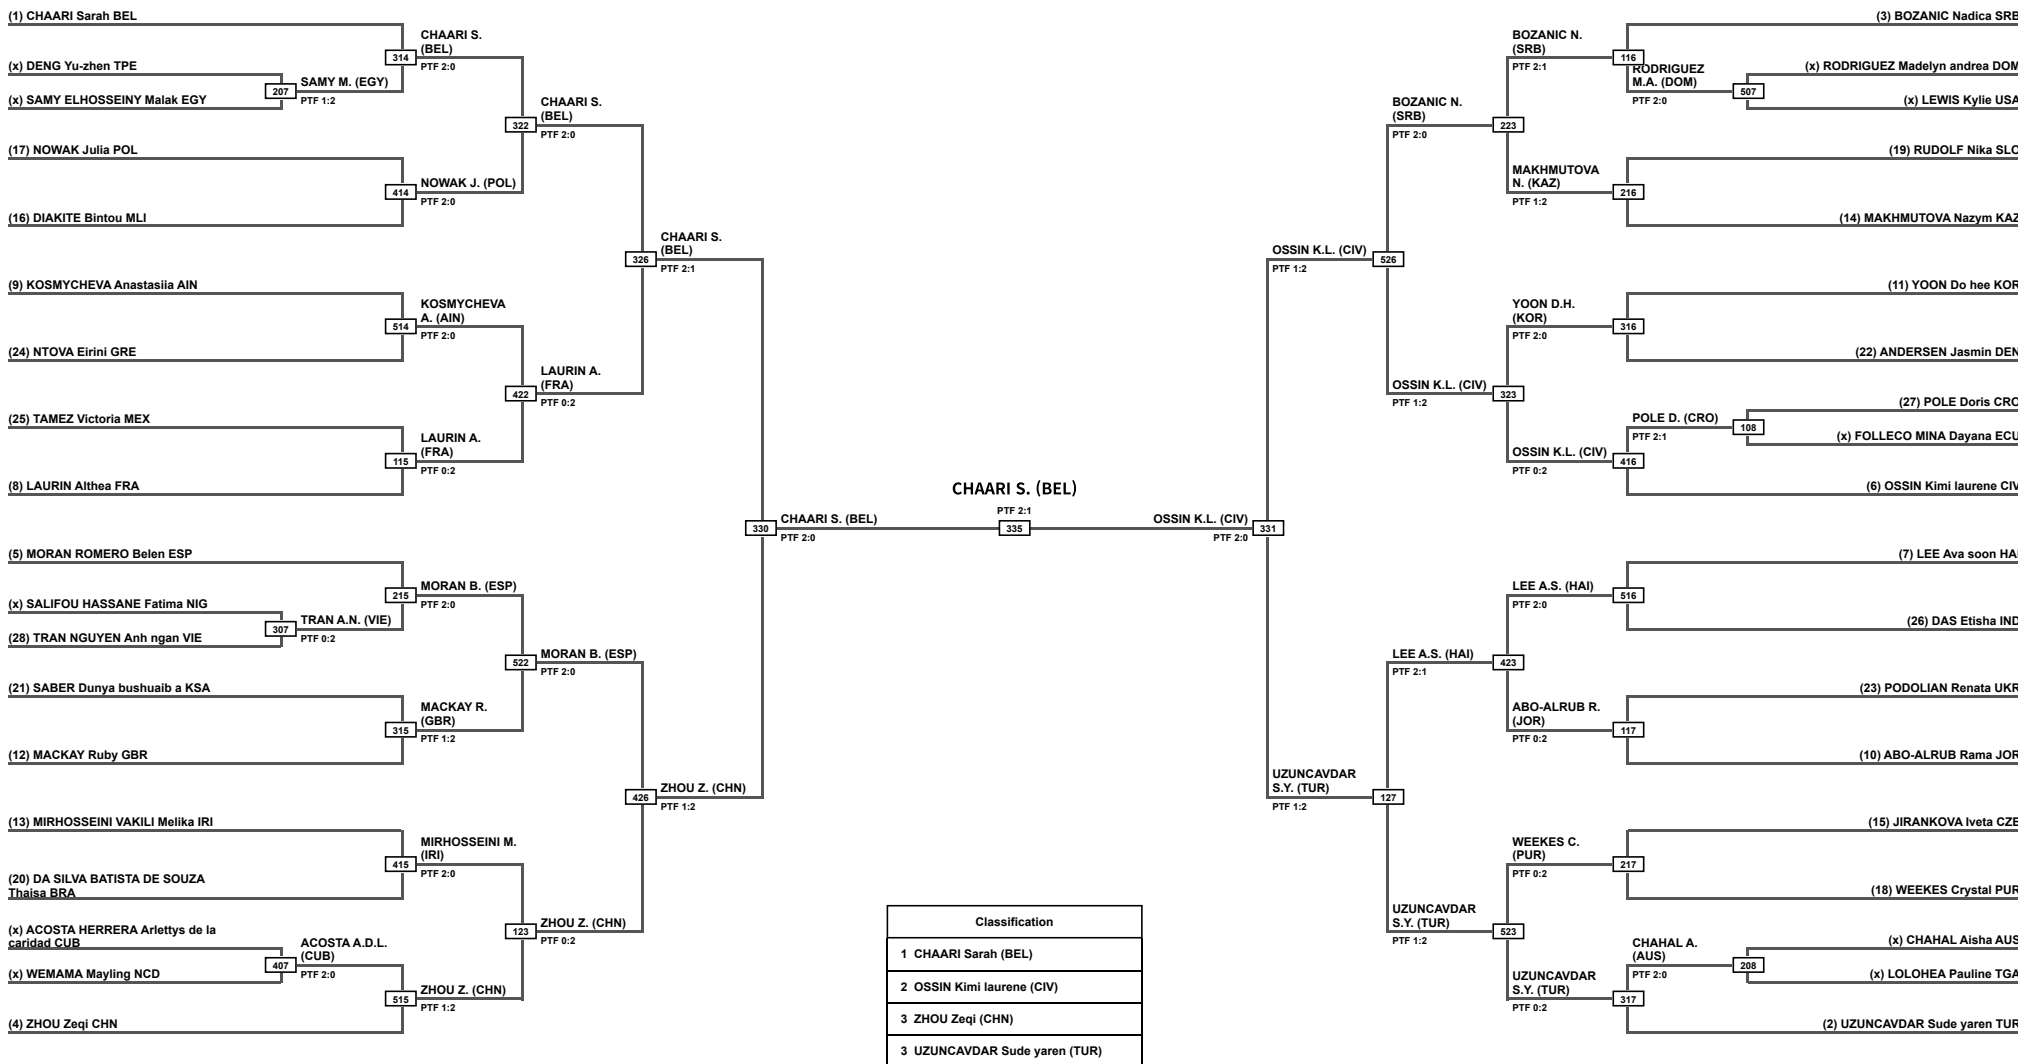 (1) CHAARI Sarah BEL
(x) DENG Yu-zhen TPE
(x) SAMY ELHOSSEINY Malak EGY
(17) NOWAK Julia POL
(16) DIAKITE Bintou MLI
(9) KOSMYCHEVA Anastasiia AIN
(24) NTOVA Eirini GRE
(25) TAMEZ Victoria MEX
(8) LAURIN Althea FRA
(5) MORAN ROMERO Belen ESP
(x) SALIFOU HASSANE Fatima NIG
(28) TRAN NGUYEN Anh ngan VIE
(21) SABER Dunya bushuaib a KSA
(12) MACKAY Ruby GBR
(13) MIRHOSSEINI VAKILI Melika IRI
(20) DA SILVA BATISTA DE SOUZA
Thaisa BRA
(x) ACOSTA HERRERA Arlettys de la
caridad CUB
(x) WEMAMA Mayling NCD
(4) ZHOU Zeqi CHN
207
SAMY M. (EGY)
PTF 1:2
307
TRAN A.N. (VIE)
PTF 0:2
407
ACOSTA A.D.L.
(CUB)
PTF 2:0
314
CHAARI S.
(BEL)
PTF 2:0
414
NOWAK J. (POL)
PTF 2:0
514
KOSMYCHEVA
A. (AIN)
PTF 2:0
115
LAURIN A.
(FRA)
PTF 0:2
215
MORAN B. (ESP)
PTF 2:0
315
MACKAY R.
(GBR)
PTF 1:2
415
MIRHOSSEINI M.
(IRI)
PTF 2:0
515
ZHOU Z. (CHN)
PTF 1:2
322
CHAARI S.
(BEL)
PTF 2:0
422
LAURIN A.
(FRA)
PTF 0:2
522
MORAN B. (ESP)
PTF 2:0
123
ZHOU Z. (CHN)
PTF 0:2
326
CHAARI S.
(BEL)
PTF 2:1
426
ZHOU Z. (CHN)
PTF 1:2
330
CHAARI S. (BEL)
PTF 2:0
CHAARI S. (BEL)
PTF 2:1
335
OSSIN K.L. (CIV)
PTF 2:0
331
OSSIN K.L. (CIV)
PTF 1:2
526
UZUNCAVDAR
S.Y. (TUR)
PTF 1:2
127
BOZANIC N.
(SRB)
PTF 2:0
223
OSSIN K.L. (CIV)
PTF 1:2
323
LEE A.S. (HAI)
PTF 2:1
423
UZUNCAVDAR
S.Y. (TUR)
PTF 1:2
523
BOZANIC N.
(SRB)
PTF 2:1
116
MAKHMUTOVA
N. (KAZ)
PTF 1:2
216
YOON D.H.
(KOR)
PTF 2:0
316
OSSIN K.L. (CIV)
PTF 0:2
416
LEE A.S. (HAI)
PTF 2:0
516
ABO-ALRUB R.
(JOR)
PTF 0:2
117
WEEKES C.
(PUR)
PTF 0:2
217
UZUNCAVDAR
S.Y. (TUR)
PTF 0:2
317
RODRIGUEZ
M.A. (DOM)
PTF 2:0
507
POLE D. (CRO)
PTF 2:1
108
CHAHAL A.
(AUS)
PTF 2:0
208
(3) BOZANIC Nadica SRB
(x) RODRIGUEZ Madelyn andrea DOM
(x) LEWIS Kylie USA
(19) RUDOLF Nika SLO
(14) MAKHMUTOVA Nazym KAZ
(11) YOON Do hee KOR
(22) ANDERSEN Jasmin DEN
(27) POLE Doris CRO
(x) FOLLECO MINA Dayana ECU
(6) OSSIN Kimi laurene CIV
(7) LEE Ava soon HAI
(26) DAS Etisha IND
(23) PODOLIAN Renata UKR
(10) ABO-ALRUB Rama JOR
(15) JIRANKOVA Iveta CZE
(18) WEEKES Crystal PUR
(x) CHAHAL Aisha AUS
(x) LOLOHEA Pauline TGA
(2) UZUNCAVDAR Sude yaren TUR
Classification
1 CHAARI Sarah (BEL)
2 OSSIN Kimi laurene (CIV)
3 ZHOU Zeqi (CHN)
3 UZUNCAVDAR Sude yaren (TUR)